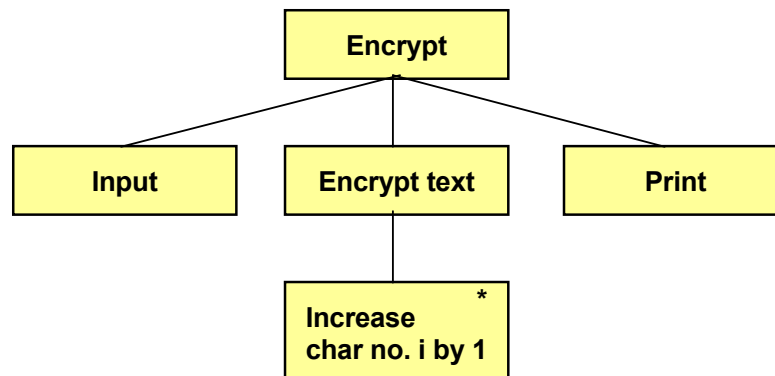 Encrypt
Input
Encrypt text
Print
*
Increase
char no. i by 1